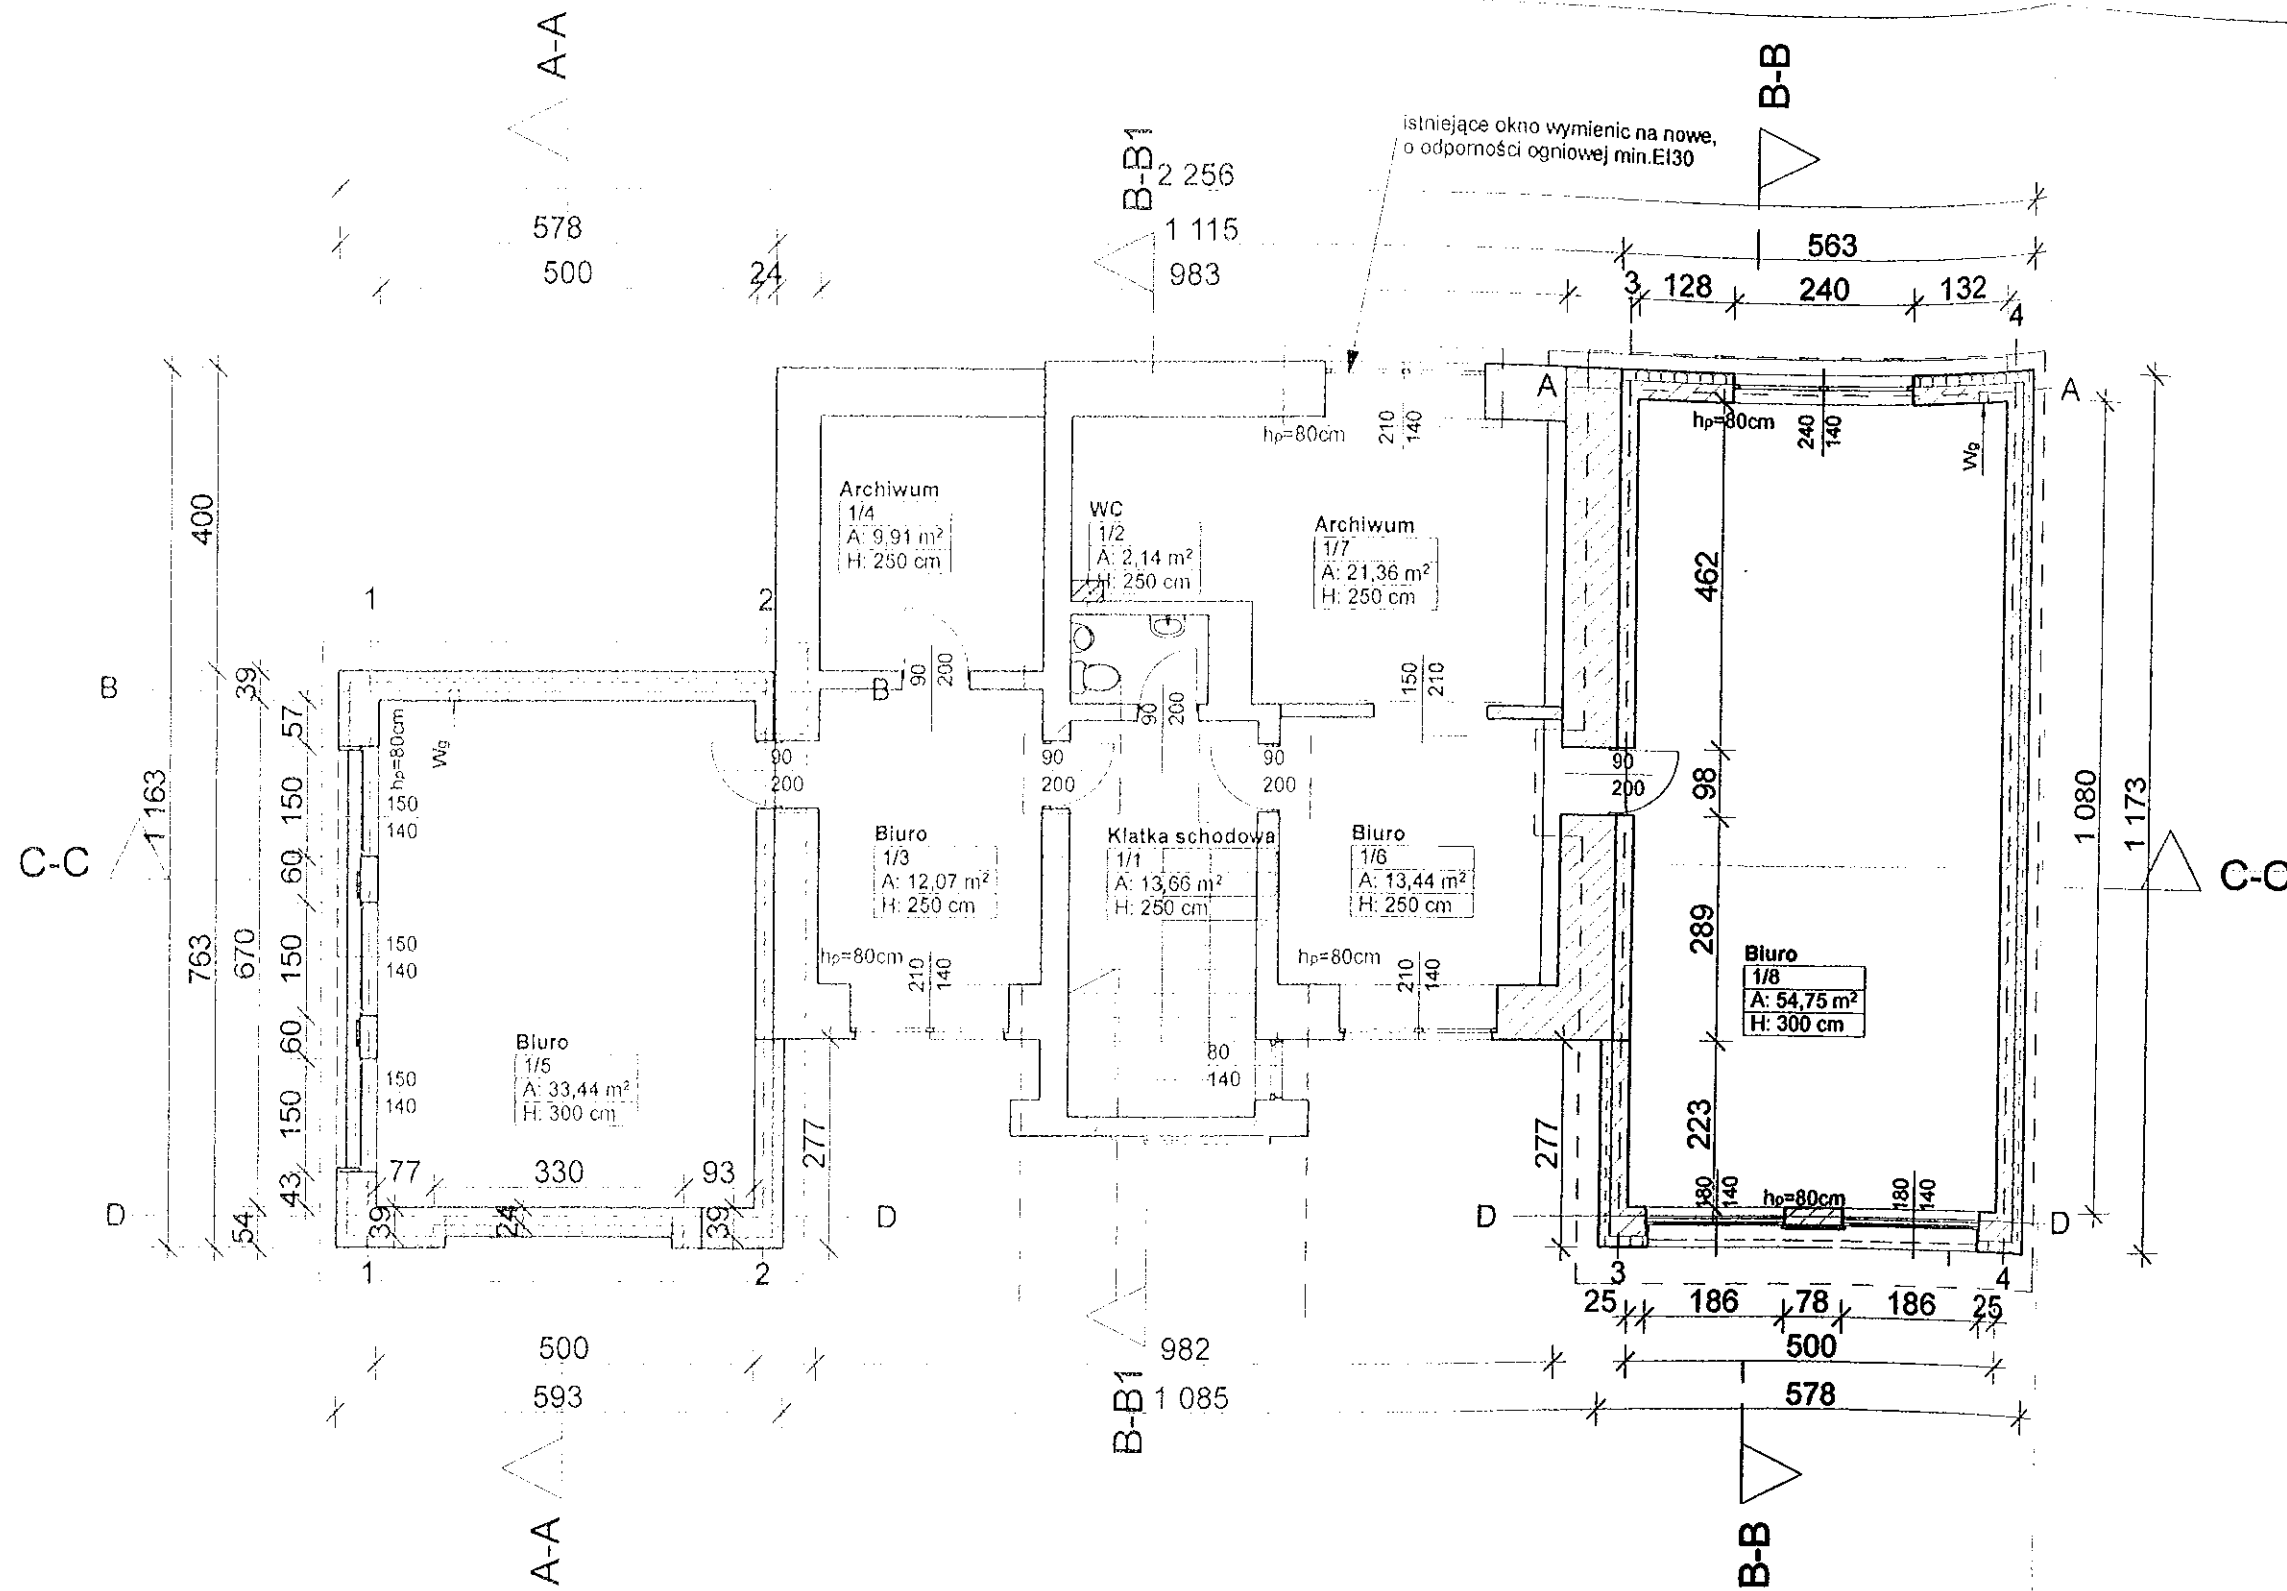 A-A
B-B
istniejące okno wymienic na nowe,
o odporności ogniowej min.EI30
B-B1
2 256
578
1 115
563
500
24
983
3
128
240
132
4
A
A
hp=80cm
210
140
hp=80cm
240
140
Wg
400
Archiwum
1/4
A: 9,91 m²
H: 250 cm
WC
1/2
A: 2,14 m²
H: 250 cm
Archiwum
1/7
A: 21,36 m²
H: 250 cm
462
1
2
B
39
B
90
200
150
210
57
hp=80cm
Wg
90
200
90
200
90
200
90
200
90
200
98
1 163
150
150
140
1 080
1 173
C-C
60
Biuro
1/3
A: 12,07 m²
H: 250 cm
Klatka schodowa
1/1
A: 13,66 m²
H: 250 cm
Biuro
1/6
A: 13,44 m²
H: 250 cm
C-C
763
670
150
150
140
hp=80cm
210
140
hp=80cm
210
140
289
Biuro
1/8
A: 54,75 m²
H: 300 cm
60
Biuro
1/5
A: 33,44 m²
H: 300 cm
150
150
140
80
140
277
277
223
43
77
330
93
54
D
39
24
39
D
D
180
140
hp=80cm
180
140
D
1
2
3
4
25
186
78
186
25
500
982
500
593
B-B1
1 085
578
A-A
B-B